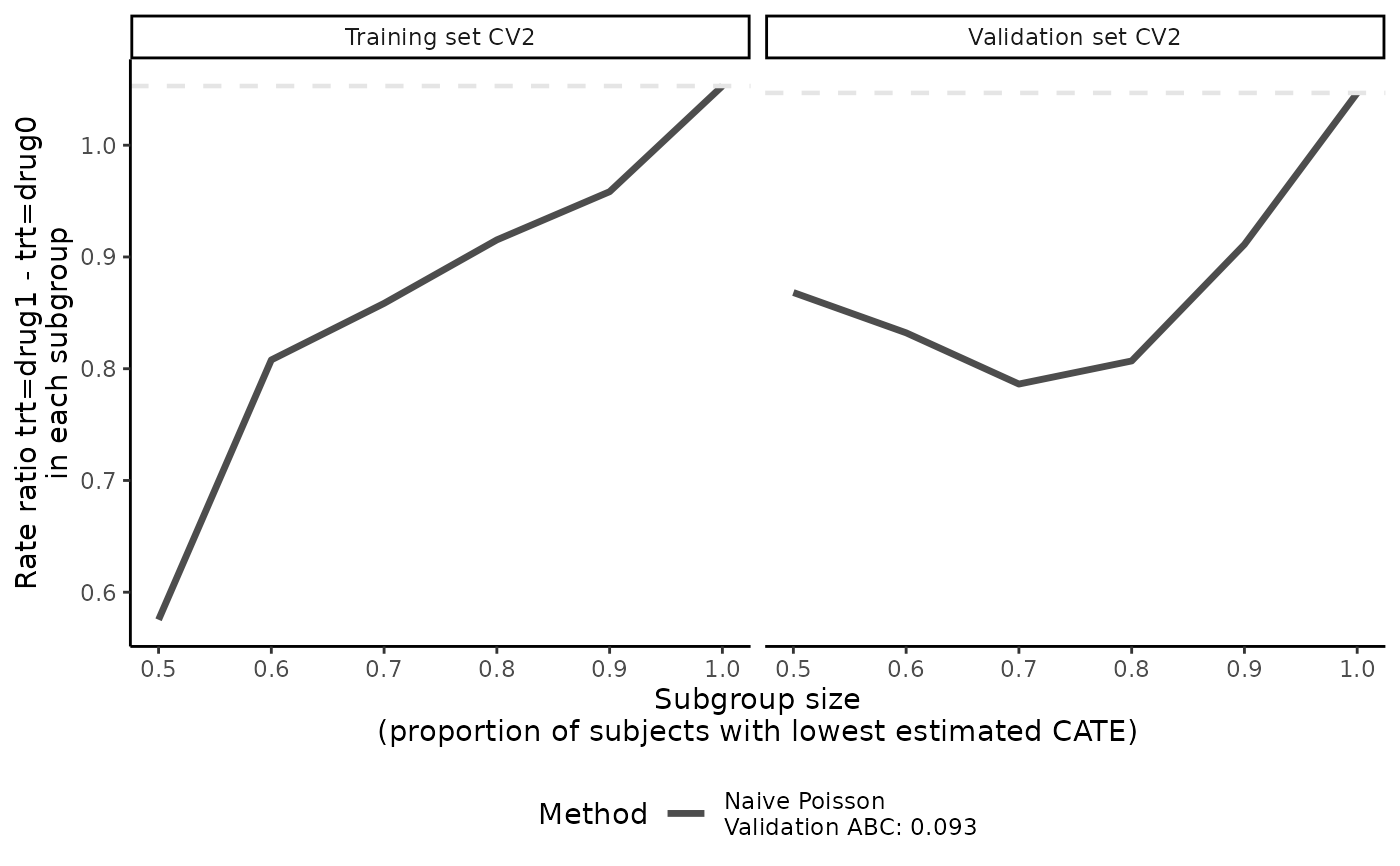 Training set CV2
Validation set CV2
Rate ratio trt=drug1 - trt=drug0
in each subgroup
1.0
0.9
0.8
0.7
0.6
0.5 0.6 0.7 0.8 0.9 1.0
0.5 0.6 0.7 0.8 0.9 1.0
Subgroup size
(proportion of subjects with lowest estimated CATE)
Method
Naive Poisson
Validation ABC: 0.093